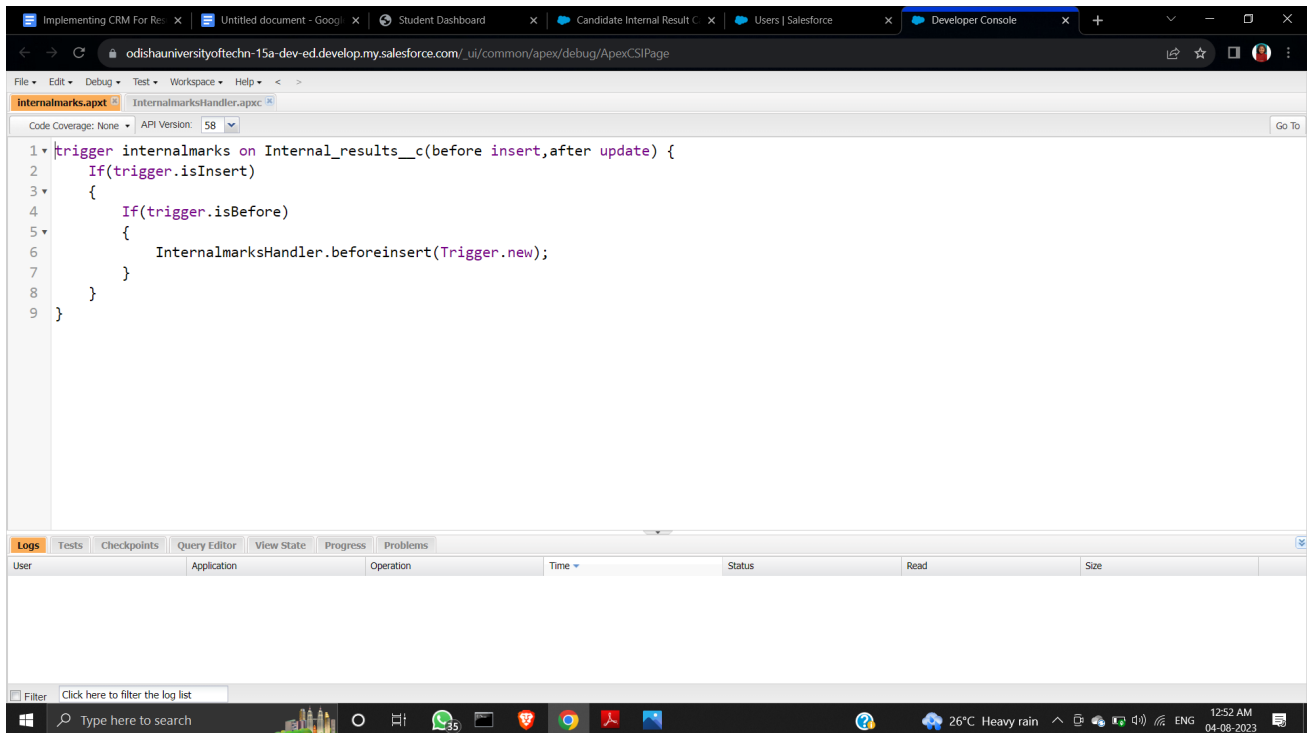 Implementing CRM For Res
Untitled document - Googl
Student Dashboard
Candidate Internal Result C
Users | Salesforce
Developer Console
odishauniversityoftechn-15a-dev-ed.develop.my.salesforce.com/_ui/common/apex/debug/ApexCSIPage
File Edit Debug Test Workspace Help < >
internalmarks.apxt InternalmarksHandler.apxc
Code Coverage: None API Version: 58 Go To
1 trigger internalmarks on Internal_results__c(before insert,after update) {
2 If(trigger.isInsert)
3 {
4 If(trigger.isBefore)
5 {
6 InternalmarksHandler.beforeinsert(Trigger.new);
7 }
8 }
9 }
Logs Tests Checkpoints Query Editor View State Progress Problems
User Application Operation Time Status Read Size
Filter Click here to filter the log list
Type here to search 35 26°C Heavy rain ENG 12:52 AM
04-08-2023